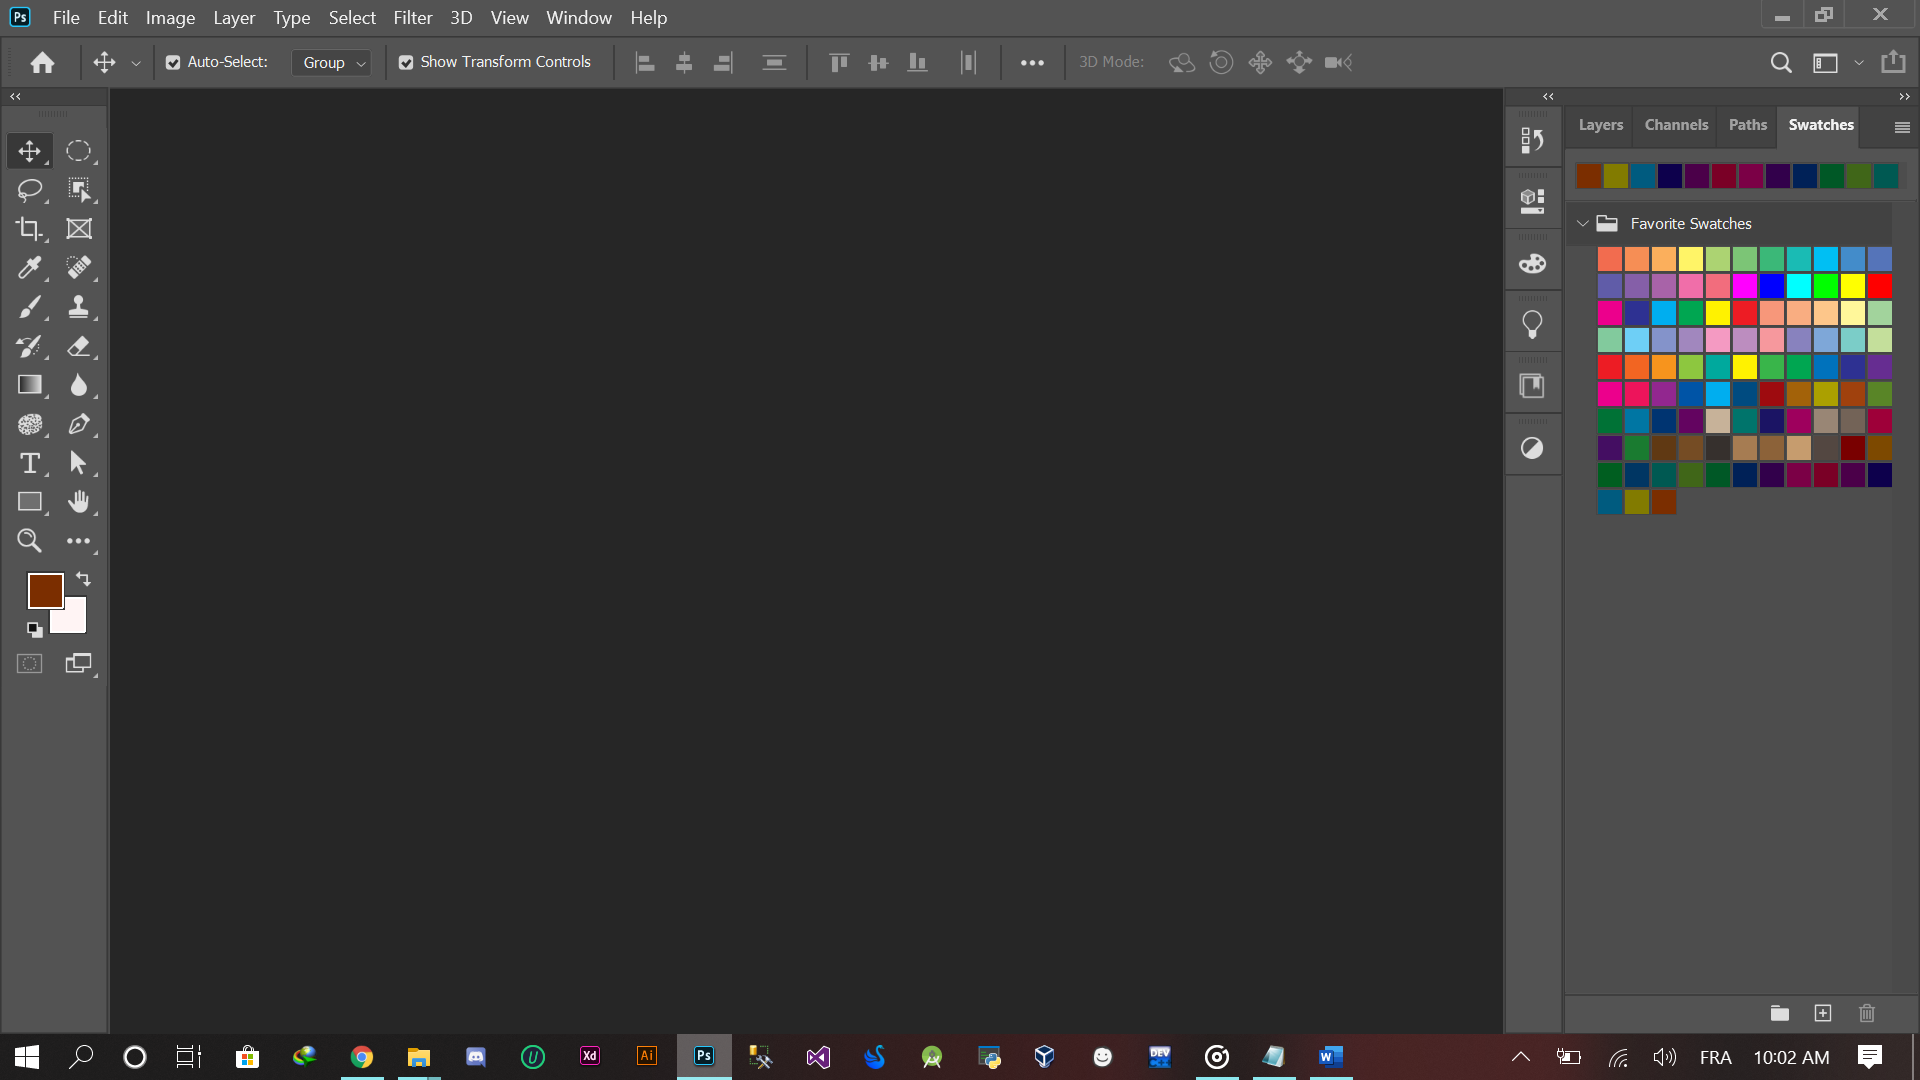 Ps File Edit Image Layer Type Select Filter 3D View Window Help
Auto-Select: Group Show Transform Controls 3D Mode:
Layers Channels Paths Swatches
Favorite Swatches
T
U Xd Ai Ps DEV W FRA 10:02 AM